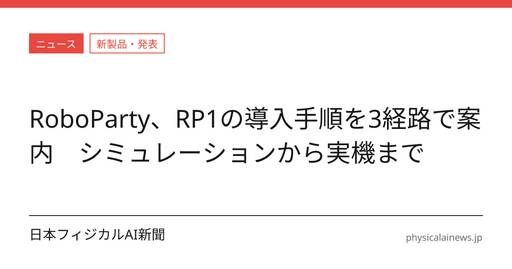 ニュース 新製品・発表
RoboParty、RP1の導入手順を3経路で案
内　シミュレーションから実機まで
日本フィジカルAI新聞 physicalainews.jp